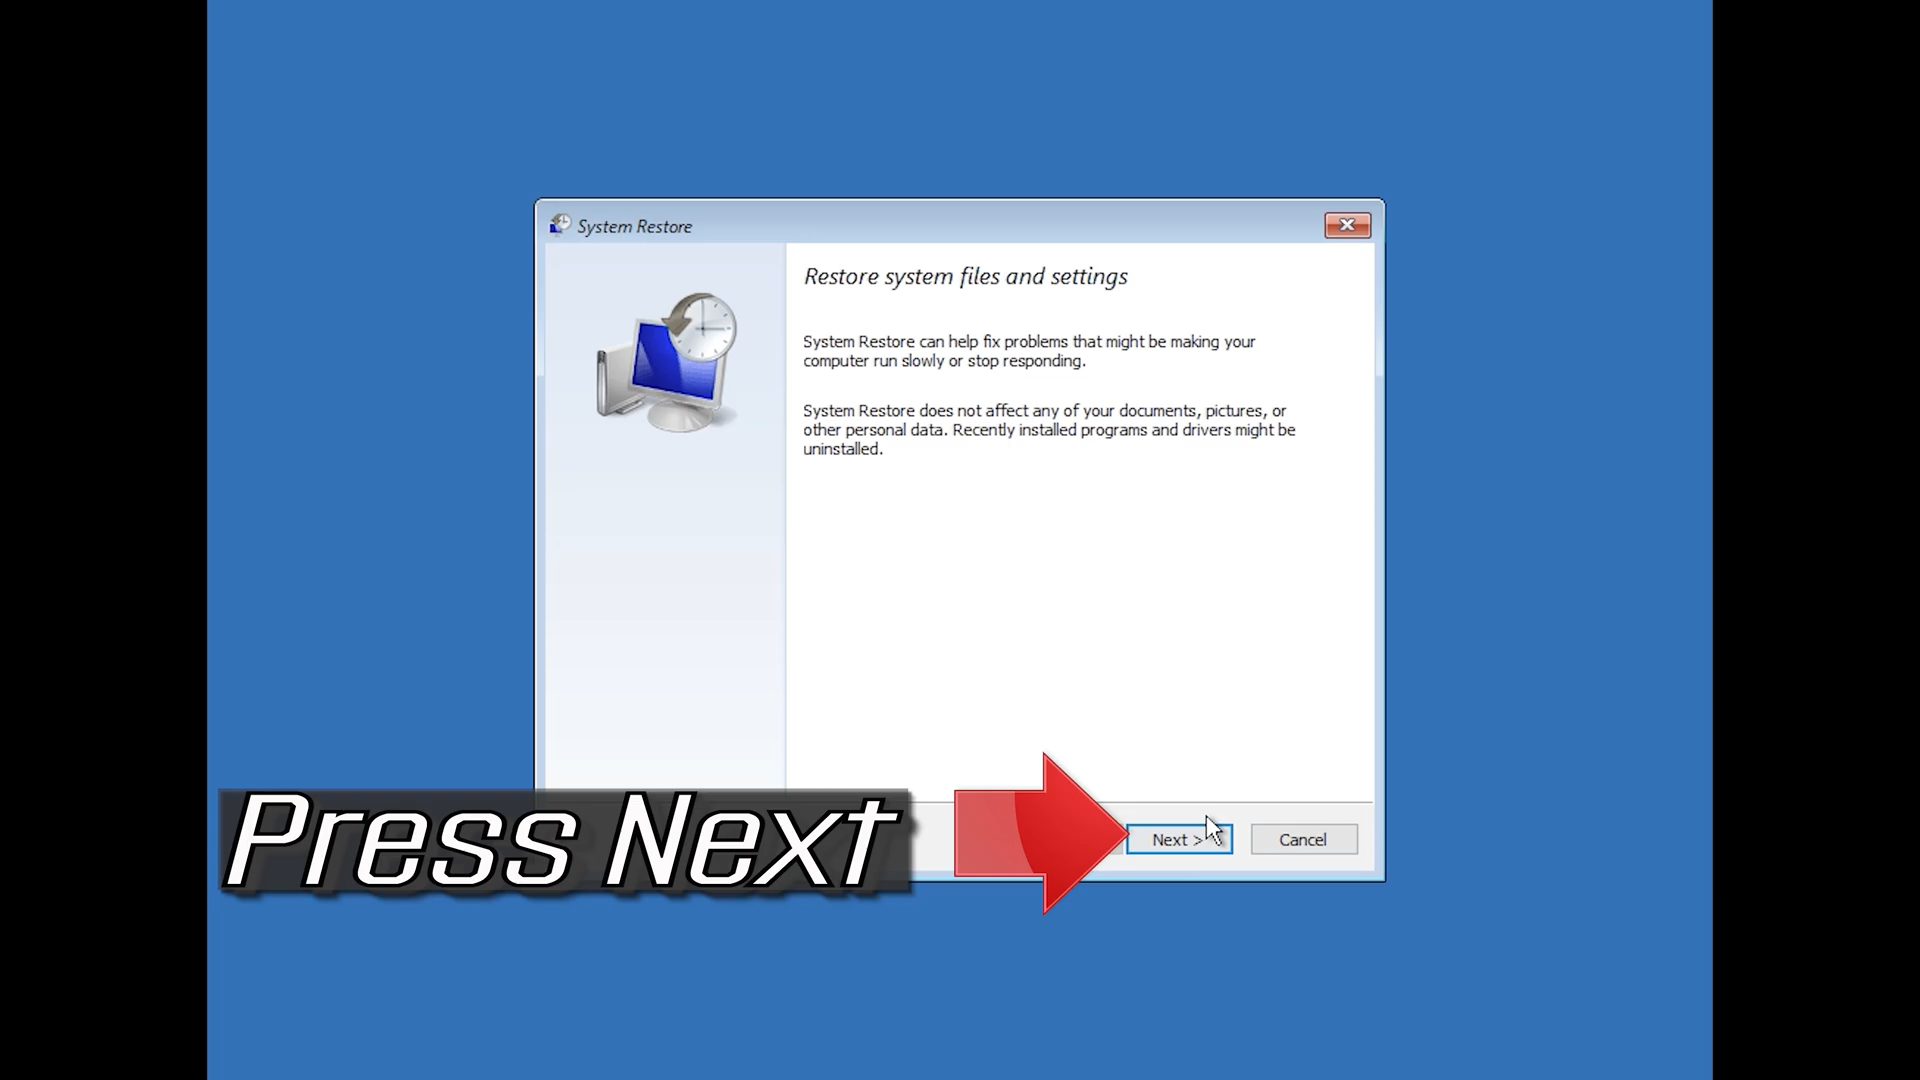 System Restore
Restore system files and settings
System Restore can help fix problems that might be making your
computer run slowly or stop responding.
System Restore does not affect any of your documents, pictures, or
other personal data. Recently installed programs and drivers might be
uninstalled.
Press Next
Next >
Cancel